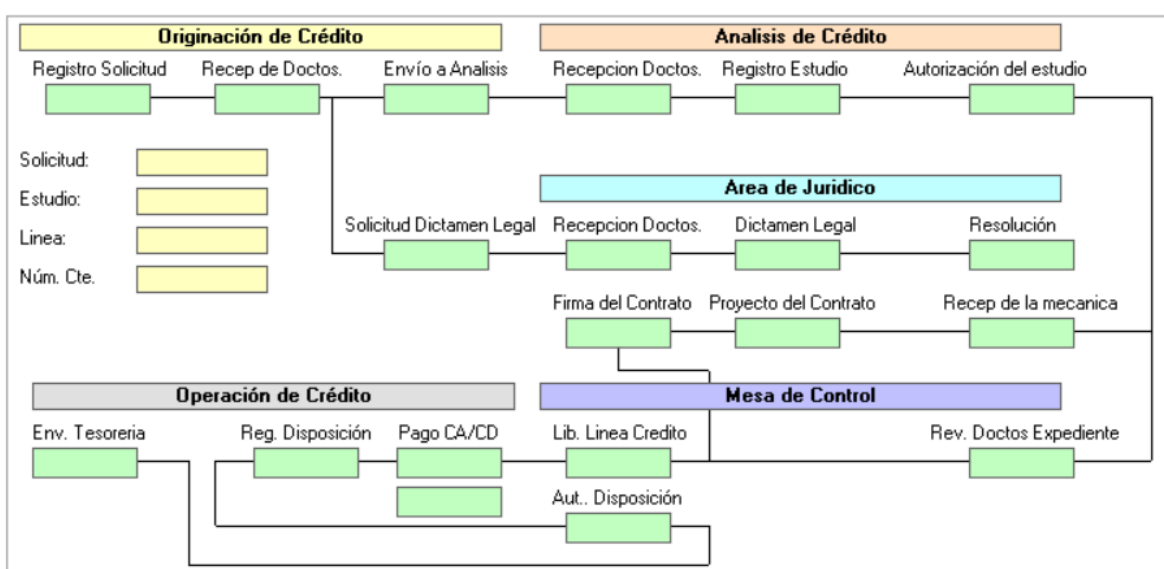 Originación de Crédito
Analisis de Crédito
Registro Solicitud
Recep de Doctos.
Envío a Analisis
Recepcion Doctos.
Registro Estudio
Autorización del estudio
Solicitud:
Estudio:
Linea:
Núm. Cte.
Area de Juridico
Solicitud Dictamen Legal
Recepcion Doctos.
Dictamen Legal
Resolución
Firma del Contrato
Proyecto del Contrato
Recep de la mecanica
Operación de Crédito
Mesa de Control
Env. Tesoreria
Reg. Disposición
Pago CA/CD
Lib. Linea Credito
Rev. Doctos Expediente
Aut.. Disposición